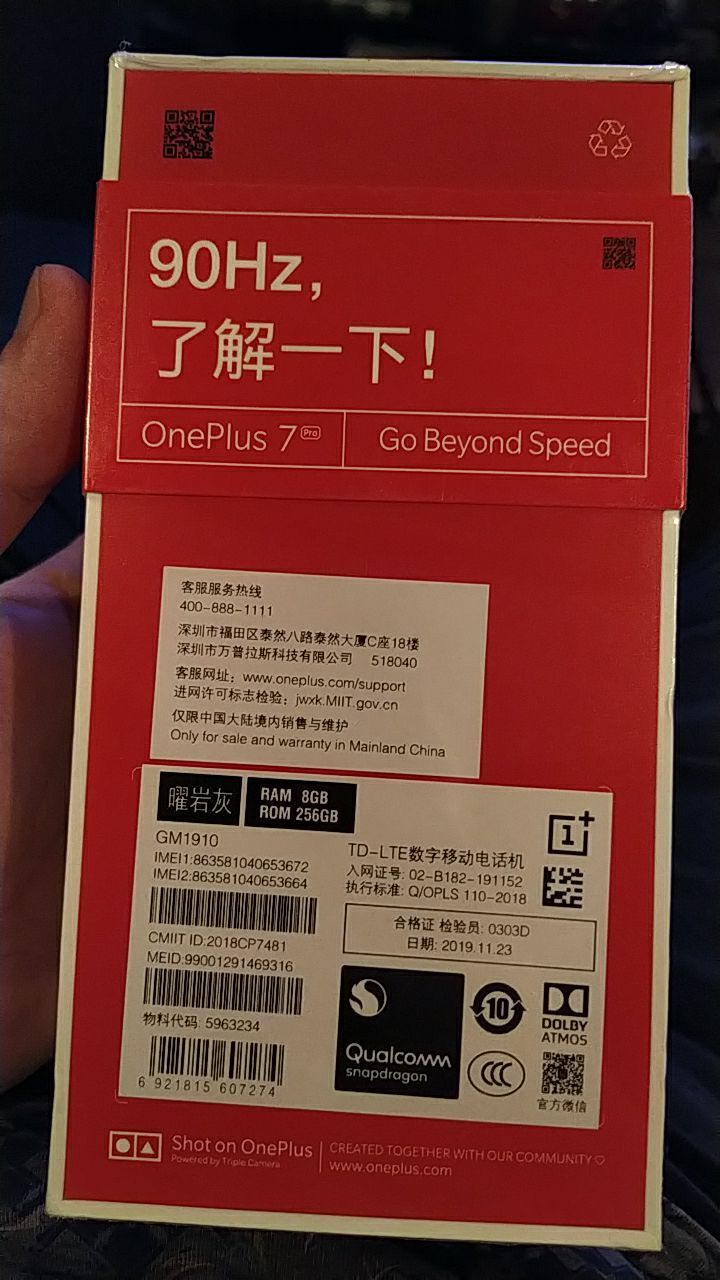 90Hz,
了解一下!
OnePlus 7 Pro
Go Beyond Speed
客服服务热线
400-888-1111
深圳市福田区泰然八路泰然大厦C座18楼
深圳市万普拉斯科技有限公司 518040
客服网址: www.oneplus.com/support
进网许可标志检验: jwxk.MIIT.gov.cn
仅限中国大陆境内销售与维护
Only for sale and warranty in Mainland China
曜岩灰
RAM 8GB
ROM 256GB
GM1910
IMEI1:863581040653672
IMEI2:863581040653664
CMIIT ID:2018CP7481
MEID:99001291469316
物料代码: 5963234
6 921815 607274
TD-LTE数字移动电话机
入网证号: 02-B182-191152
执行标准: Q/OPLS 110-2018
合格证 检验员: 0303D
日期: 2019.11.23
Qualcomm
snapdragon
10
CCC
DOLBY
ATMOS
官方微信
Shot on OnePlus
Powered by Triple Camera
CREATED TOGETHER WITH OUR COMMUNITY ♡
www.oneplus.com